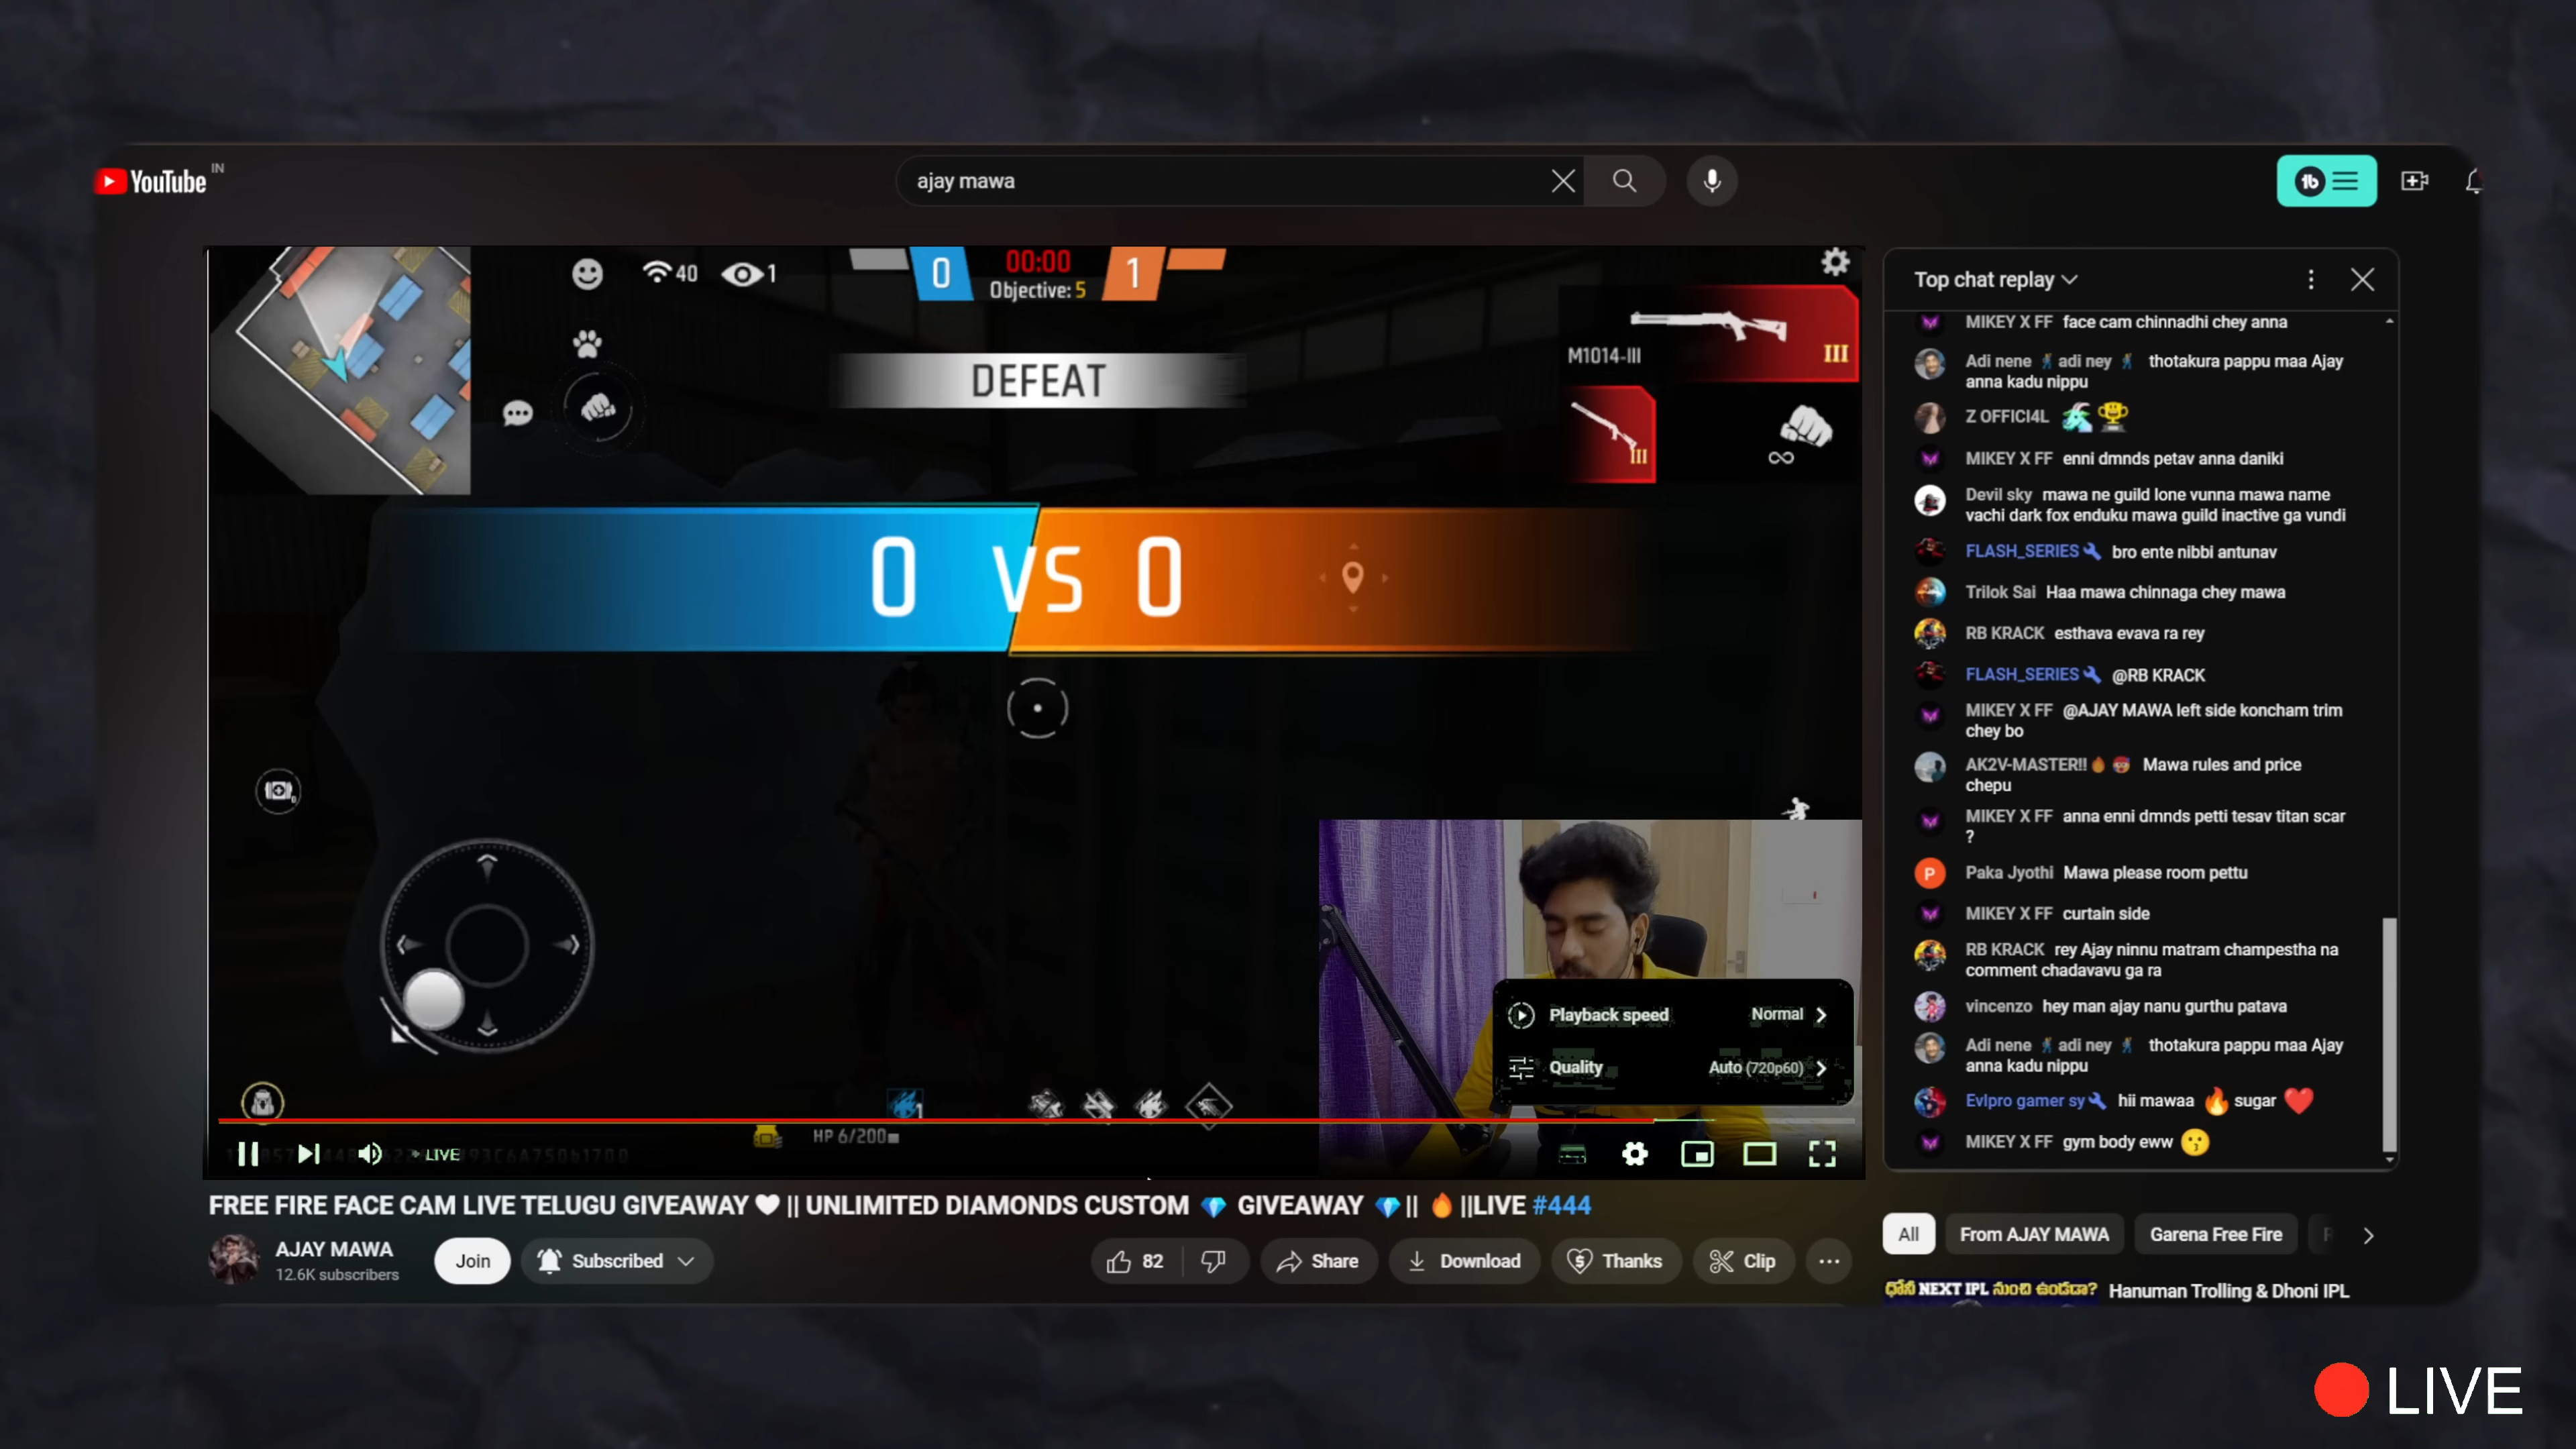 YouTube IN
ajay mawa
40
1
0
00:00
Objective: 5
1
M1014-III
III
DEFEAT
III
0 VS 0
1
HP 6/200
Playback speed Normal
Quality Auto (720p60)
LIVE
FREE FIRE FACE CAM LIVE TELUGU GIVEAWAY 🤍 || UNLIMITED DIAMONDS CUSTOM 💎 GIVEAWAY 💎|| 🔥||LIVE #444
AJAY MAWA
12.6K subscribers
Join
Subscribed
82
Share
Download
Thanks
Clip
Top chat replay
MIKEY X FF face cam chinnadhi chey anna
Adi nene adi ney thotakura pappu maa Ajay
anna kadu nippu
Z OFFICI4L
MIKEY X FF enni dmnds petav anna daniki
Devil sky mawa ne guild lone vunna mawa name
vachi dark fox enduku mawa guild inactive ga vundi
FLASH_SERIES bro ente nibbi antunav
Trilok Sai Haa mawa chinnaga chey mawa
RB KRACK esthava evava ra rey
FLASH_SERIES @RB KRACK
MIKEY X FF @AJAY MAWA left side koncham trim
chey bo
AK2V-MASTER!! Mawa rules and price
chepu
MIKEY X FF anna enni dmnds petti tesav titan scar
?
P
Paka Jyothi Mawa please room pettu
MIKEY X FF curtain side
RB KRACK rey Ajay ninnu matram champestha na
comment chadavavu ga ra
vincenzo hey man ajay nanu gurthu patava
Adi nene adi ney thotakura pappu maa Ajay
anna kadu nippu
Evlpro gamer sy hii mawaa 🔥 sugar ❤️
MIKEY X FF gym body eww 😗
All
From AJAY MAWA
Garena Free Fire
ధోనీ NEXT IPL నుంచి ఉండడా?
Hanuman Trolling & Dhoni IPL
LIVE